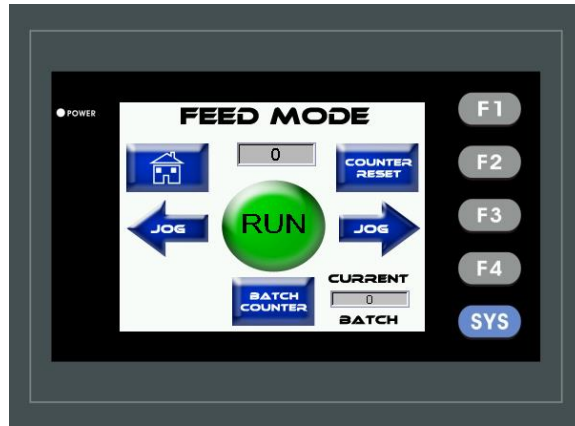 POWER
FEED MODE
0
COUNTER
RESET
JOG
RUN
JOG
BATCH
COUNTER
CURRENT
0
BATCH
F1
F2
F3
F4
SYS